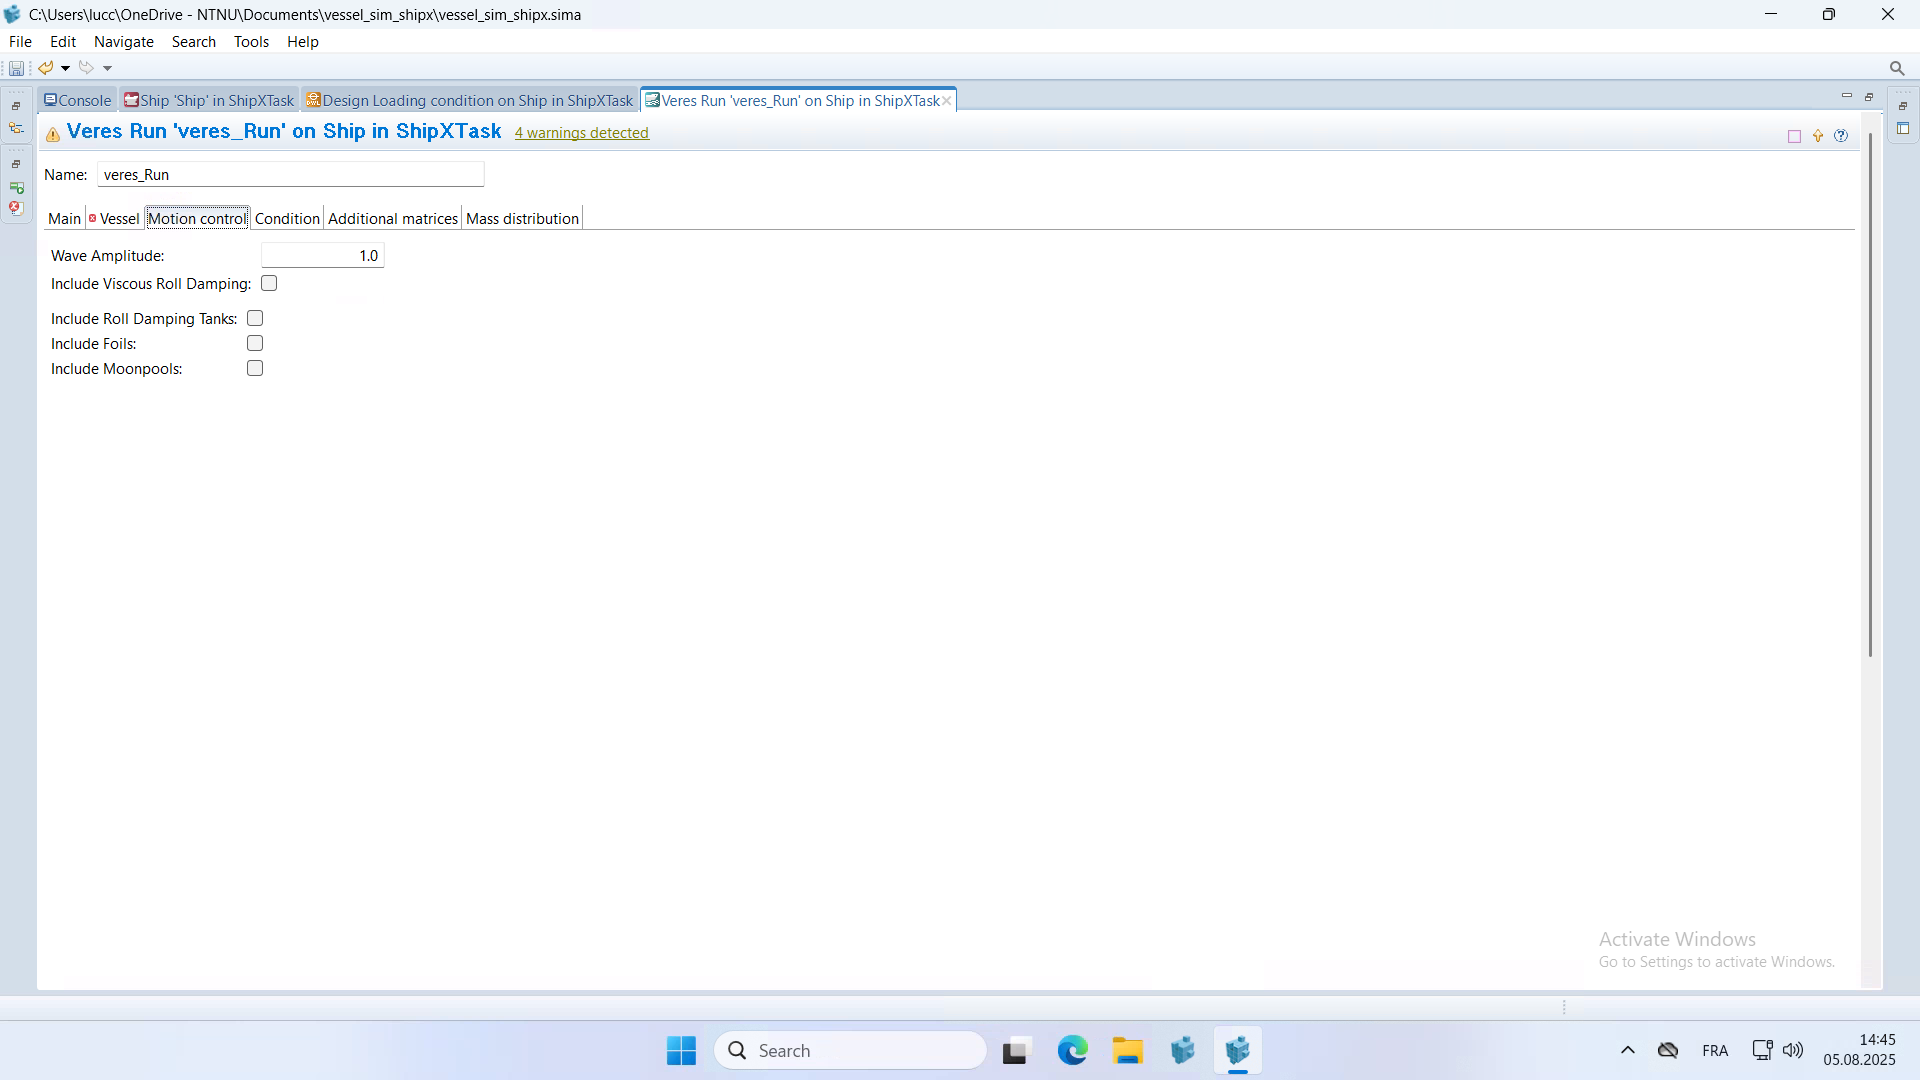 C:\Users\lucc\OneDrive - NTNU\Documents\vessel_sim_shipx\vessel_sim_shipx.sima
File Edit Navigate Search Tools Help
Console Ship 'Ship' in ShipXTask Design Loading condition on Ship in ShipXTask Veres Run 'veres_Run' on Ship in ShipXTask
Veres Run 'veres_Run' on Ship in ShipXTask 4 warnings detected
Name: veres_Run
Main Vessel Motion control Condition Additional matrices Mass distribution
Wave Amplitude: 1.0
Include Viscous Roll Damping:
Include Roll Damping Tanks:
Include Foils:
Include Moonpools:
Activate Windows
Go to Settings to activate Windows.
Search
FRA
14:45
05.08.2025